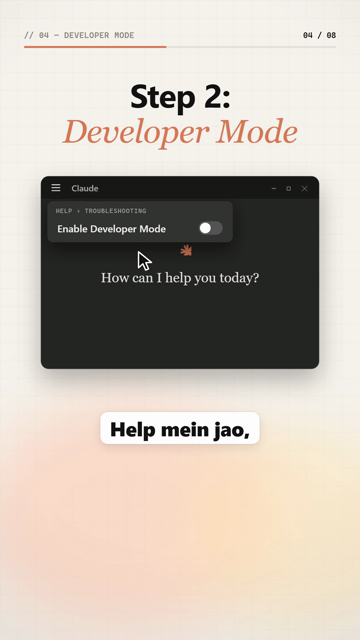 // 04 — DEVELOPER MODE
04 / 08
Step 2:
Developer Mode
Claude
HELP › TROUBLESHOOTING
Enable Developer Mode
How can I help you today?
Help mein jao,